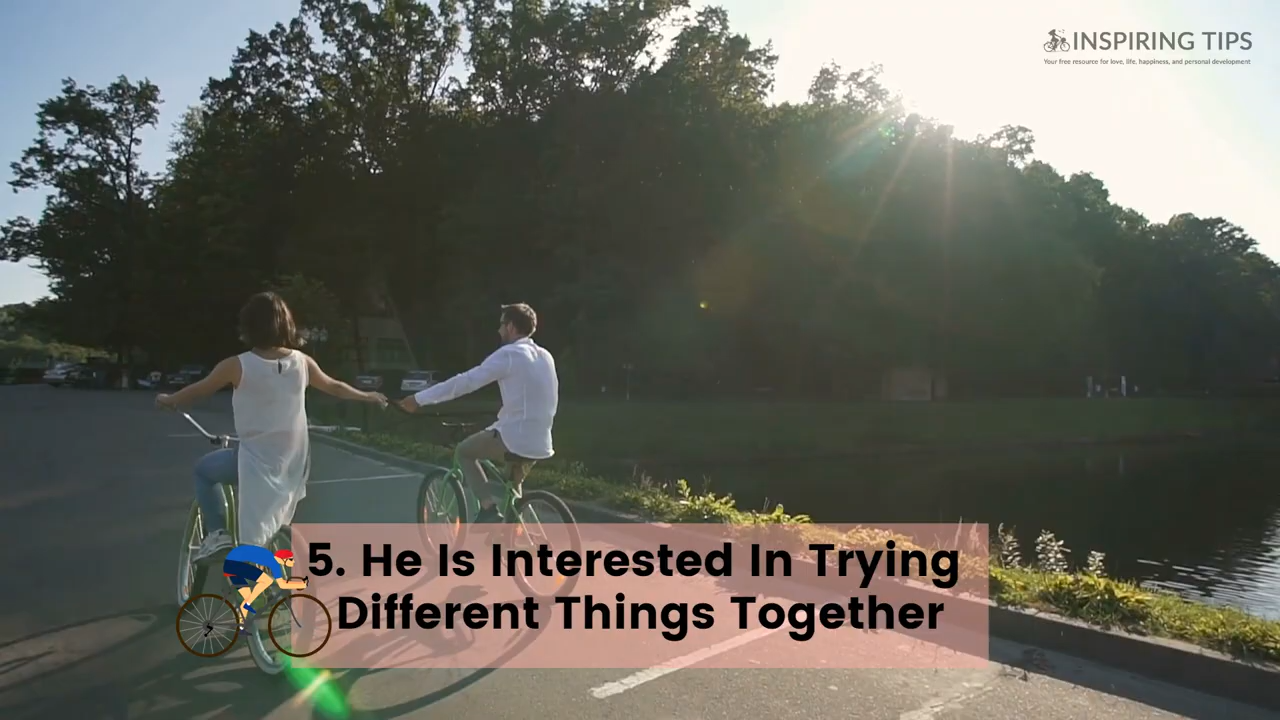 INSPIRING TIPS
Your free resource for love, life, happiness, and personal development
5. He Is Interested In Trying
Different Things Together